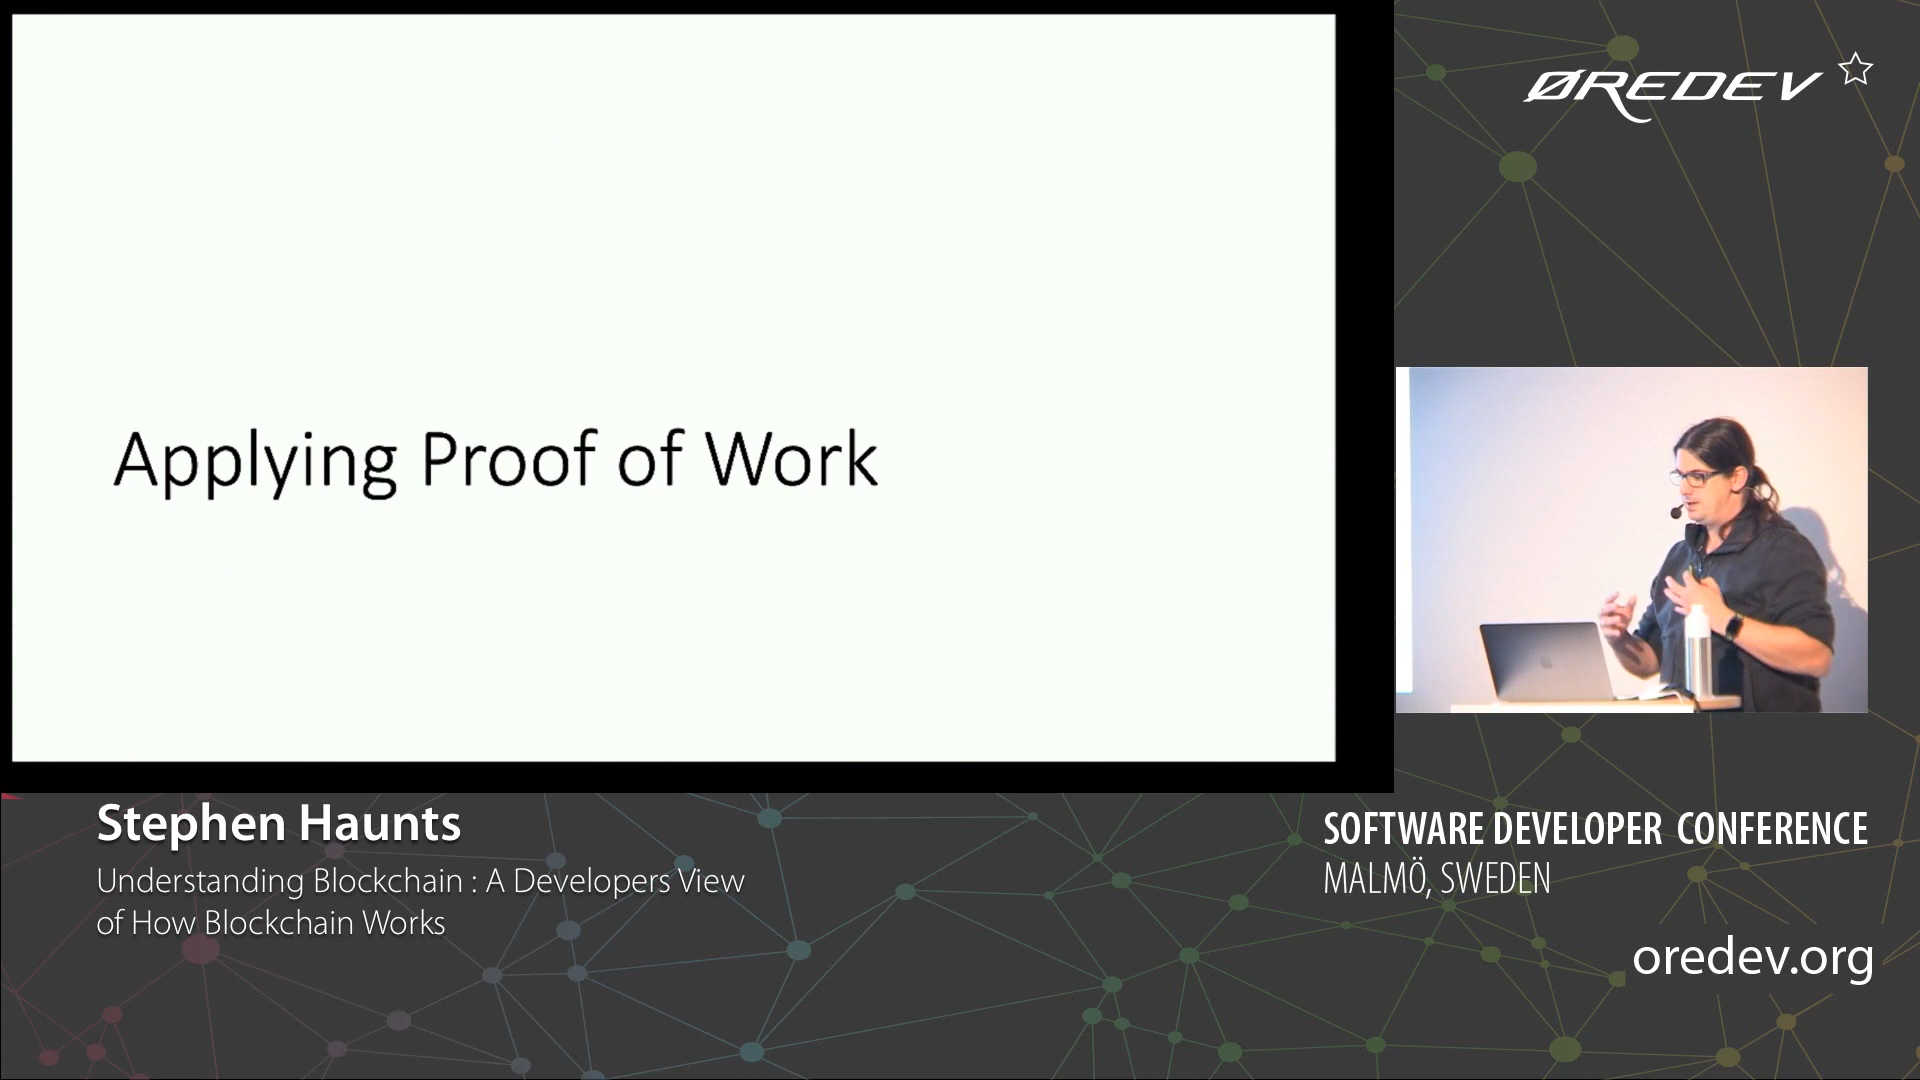 Applying Proof of Work
ØREDEV
Stephen Haunts
Understanding Blockchain : A Developers View
of How Blockchain Works
SOFTWARE DEVELOPER CONFERENCE
MALMÖ, SWEDEN
oredev.org